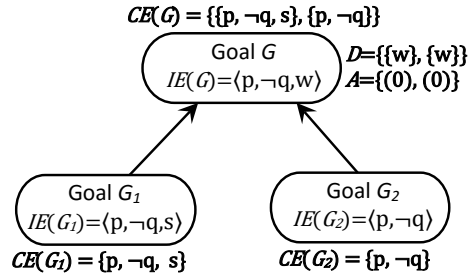 CE(G) = {{p, ¬q, s}, {p, ¬q}}
Goal G
IE(G)=⟨p,¬q,w⟩
D={{w}, {w}}
A={(0), (0)}
Goal G₁
IE(G₁)=⟨p,¬q,s⟩
CE(G₁) = {p, ¬q, s}
Goal G₂
IE(G₂)=⟨p,¬q⟩
CE(G₂) = {p, ¬q}